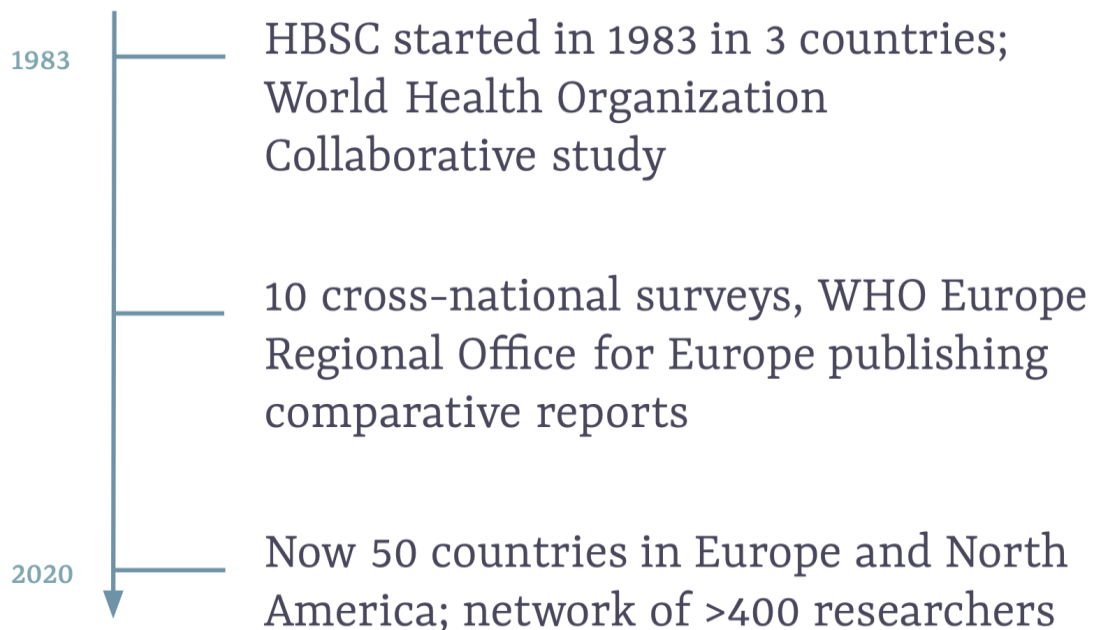 1983
HBSC started in 1983 in 3 countries;
World Health Organization
Collaborative study
10 cross-national surveys, WHO Europe
Regional Office for Europe publishing
comparative reports
2020
Now 50 countries in Europe and North
America; network of >400 researchers